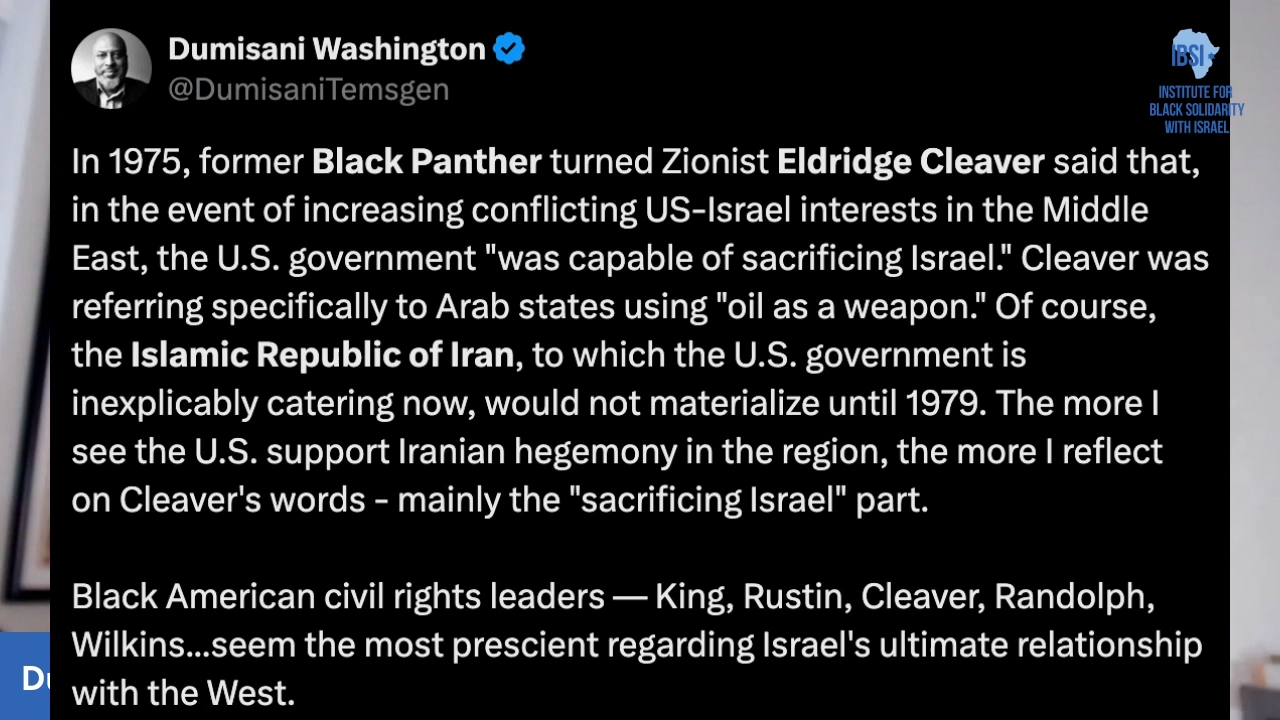 Dumisani Washington
@DumisaniTemsgen
IBSI
INSTITUTE FOR
BLACK SOLIDARITY
WITH ISRAEL
In 1975, former Black Panther turned Zionist Eldridge Cleaver said that,
in the event of increasing conflicting US-Israel interests in the Middle
East, the U.S. government "was capable of sacrificing Israel." Cleaver was
referring specifically to Arab states using "oil as a weapon." Of course,
the Islamic Republic of Iran, to which the U.S. government is
inexplicably catering now, would not materialize until 1979. The more I
see the U.S. support Iranian hegemony in the region, the more I reflect
on Cleaver's words - mainly the "sacrificing Israel" part.
Black American civil rights leaders — King, Rustin, Cleaver, Randolph,
Wilkins...seem the most prescient regarding Israel's ultimate relationship
with the West.